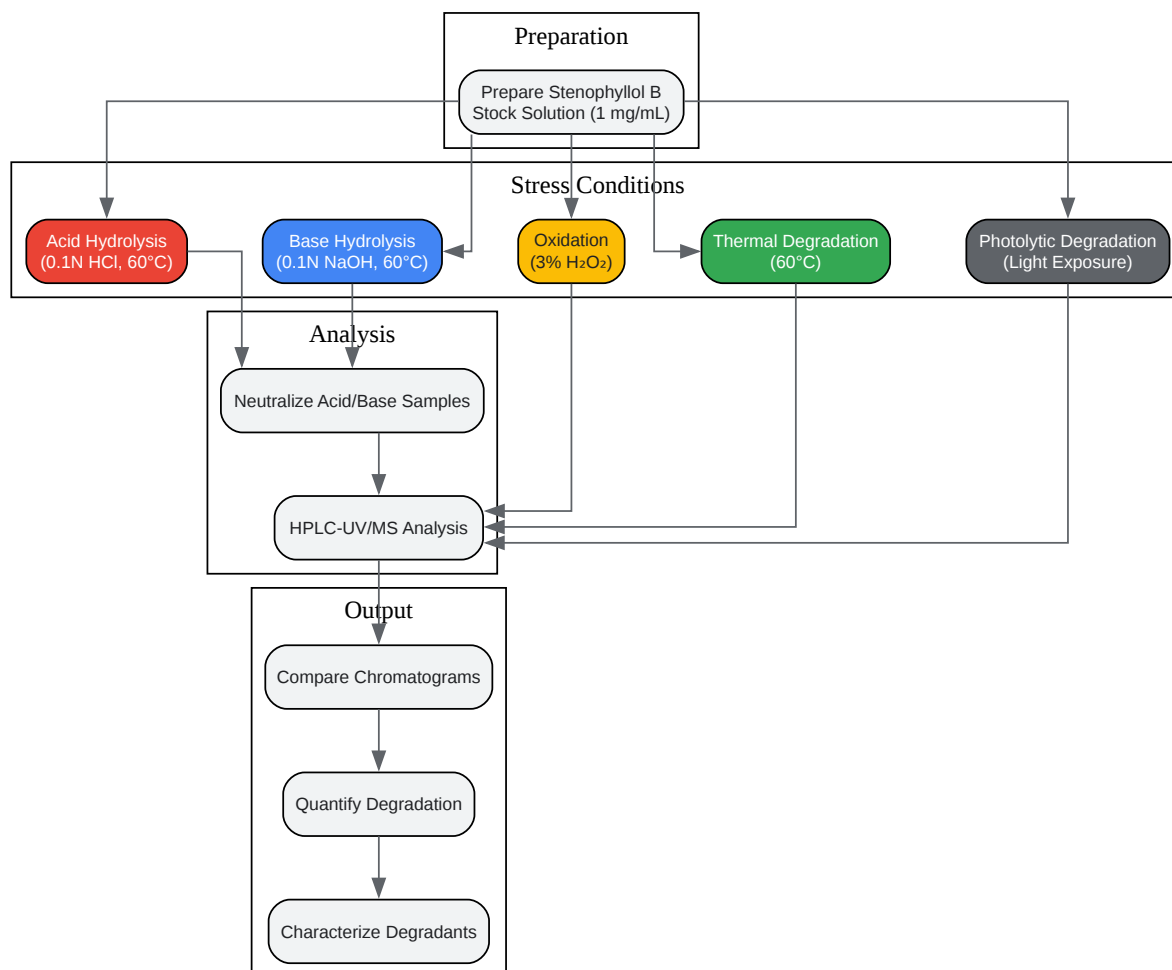 Preparation
Prepare Stenophyllol B
Stock Solution (1 mg/mL)
Stress Conditions
Acid Hydrolysis
(0.1N HCl, 60°C)
Base Hydrolysis
(0.1N NaOH, 60°C)
Oxidation
(3% H₂O₂)
Thermal Degradation
(60°C)
Photolytic Degradation
(Light Exposure)
Analysis
Neutralize Acid/Base Samples
HPLC-UV/MS Analysis
Output
Compare Chromatograms
Quantify Degradation
Characterize Degradants